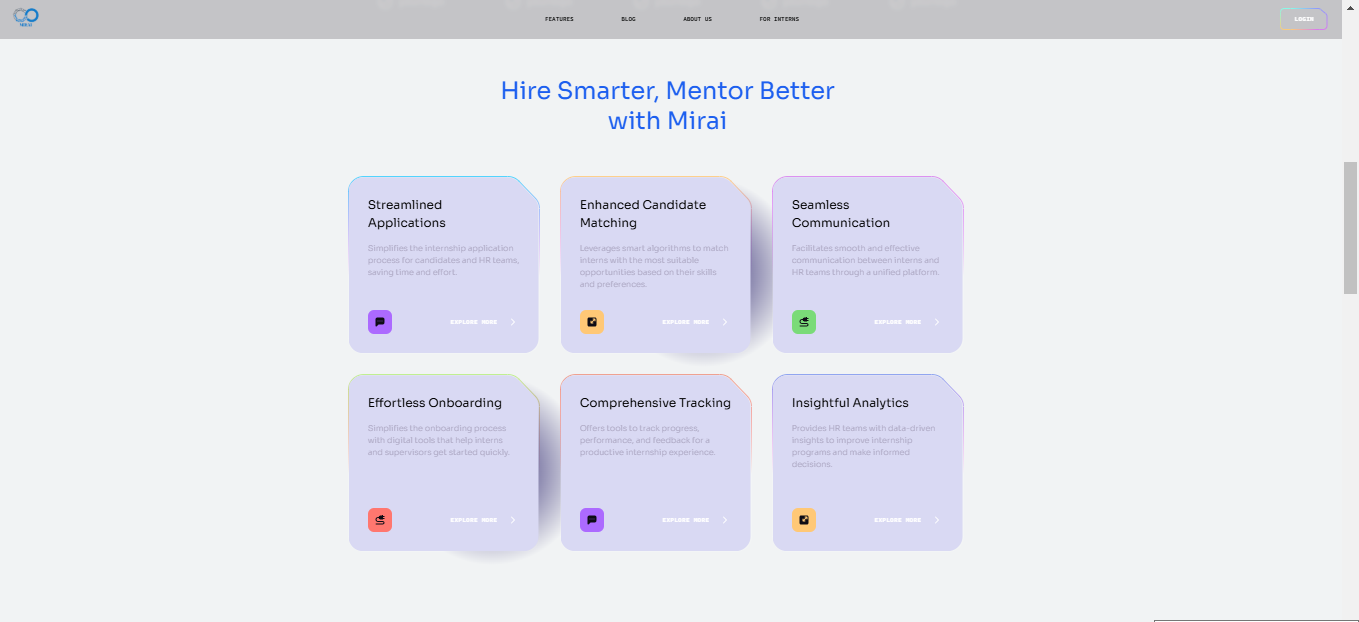 MIRAI
FEATURES
BLOG
ABOUT US
FOR INTERNS
LOGIN
Hire Smarter, Mentor Better
with Mirai
Streamlined
Applications
Simplifies the internship application
process for candidates and HR teams,
saving time and effort.
EXPLORE MORE
Enhanced Candidate
Matching
Leverages smart algorithms to match
interns with the most suitable
opportunities based on their skills
and preferences.
EXPLORE MORE
Seamless
Communication
Facilitates smooth and effective
communication between interns and
HR teams through a unified platform.
EXPLORE MORE
Effortless Onboarding
Simplifies the onboarding process
with digital tools that help interns
and supervisors get started quickly.
EXPLORE MORE
Comprehensive Tracking
Offers tools to track progress,
performance, and feedback for a
productive internship experience.
EXPLORE MORE
Insightful Analytics
Provides HR teams with data-driven
insights to improve internship
programs and make informed
decisions.
EXPLORE MORE